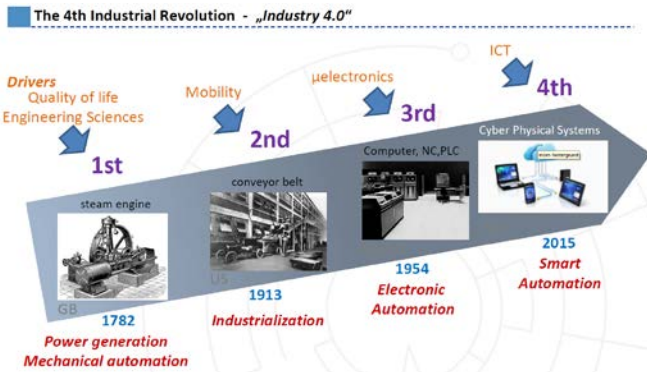 The 4th Industrial Revolution - „Industry 4.0“
Drivers
Quality of life
Engineering Sciences
1st
steam engine
GB
1782
Power generation
Mechanical automation
Mobility
2nd
conveyor belt
US
1913
Industrialization
µelectronics
3rd
Computer, NC,PLC
1954
Electronic
Automation
ICT
4th
Cyber Physical Systems
2015
Smart
Automation